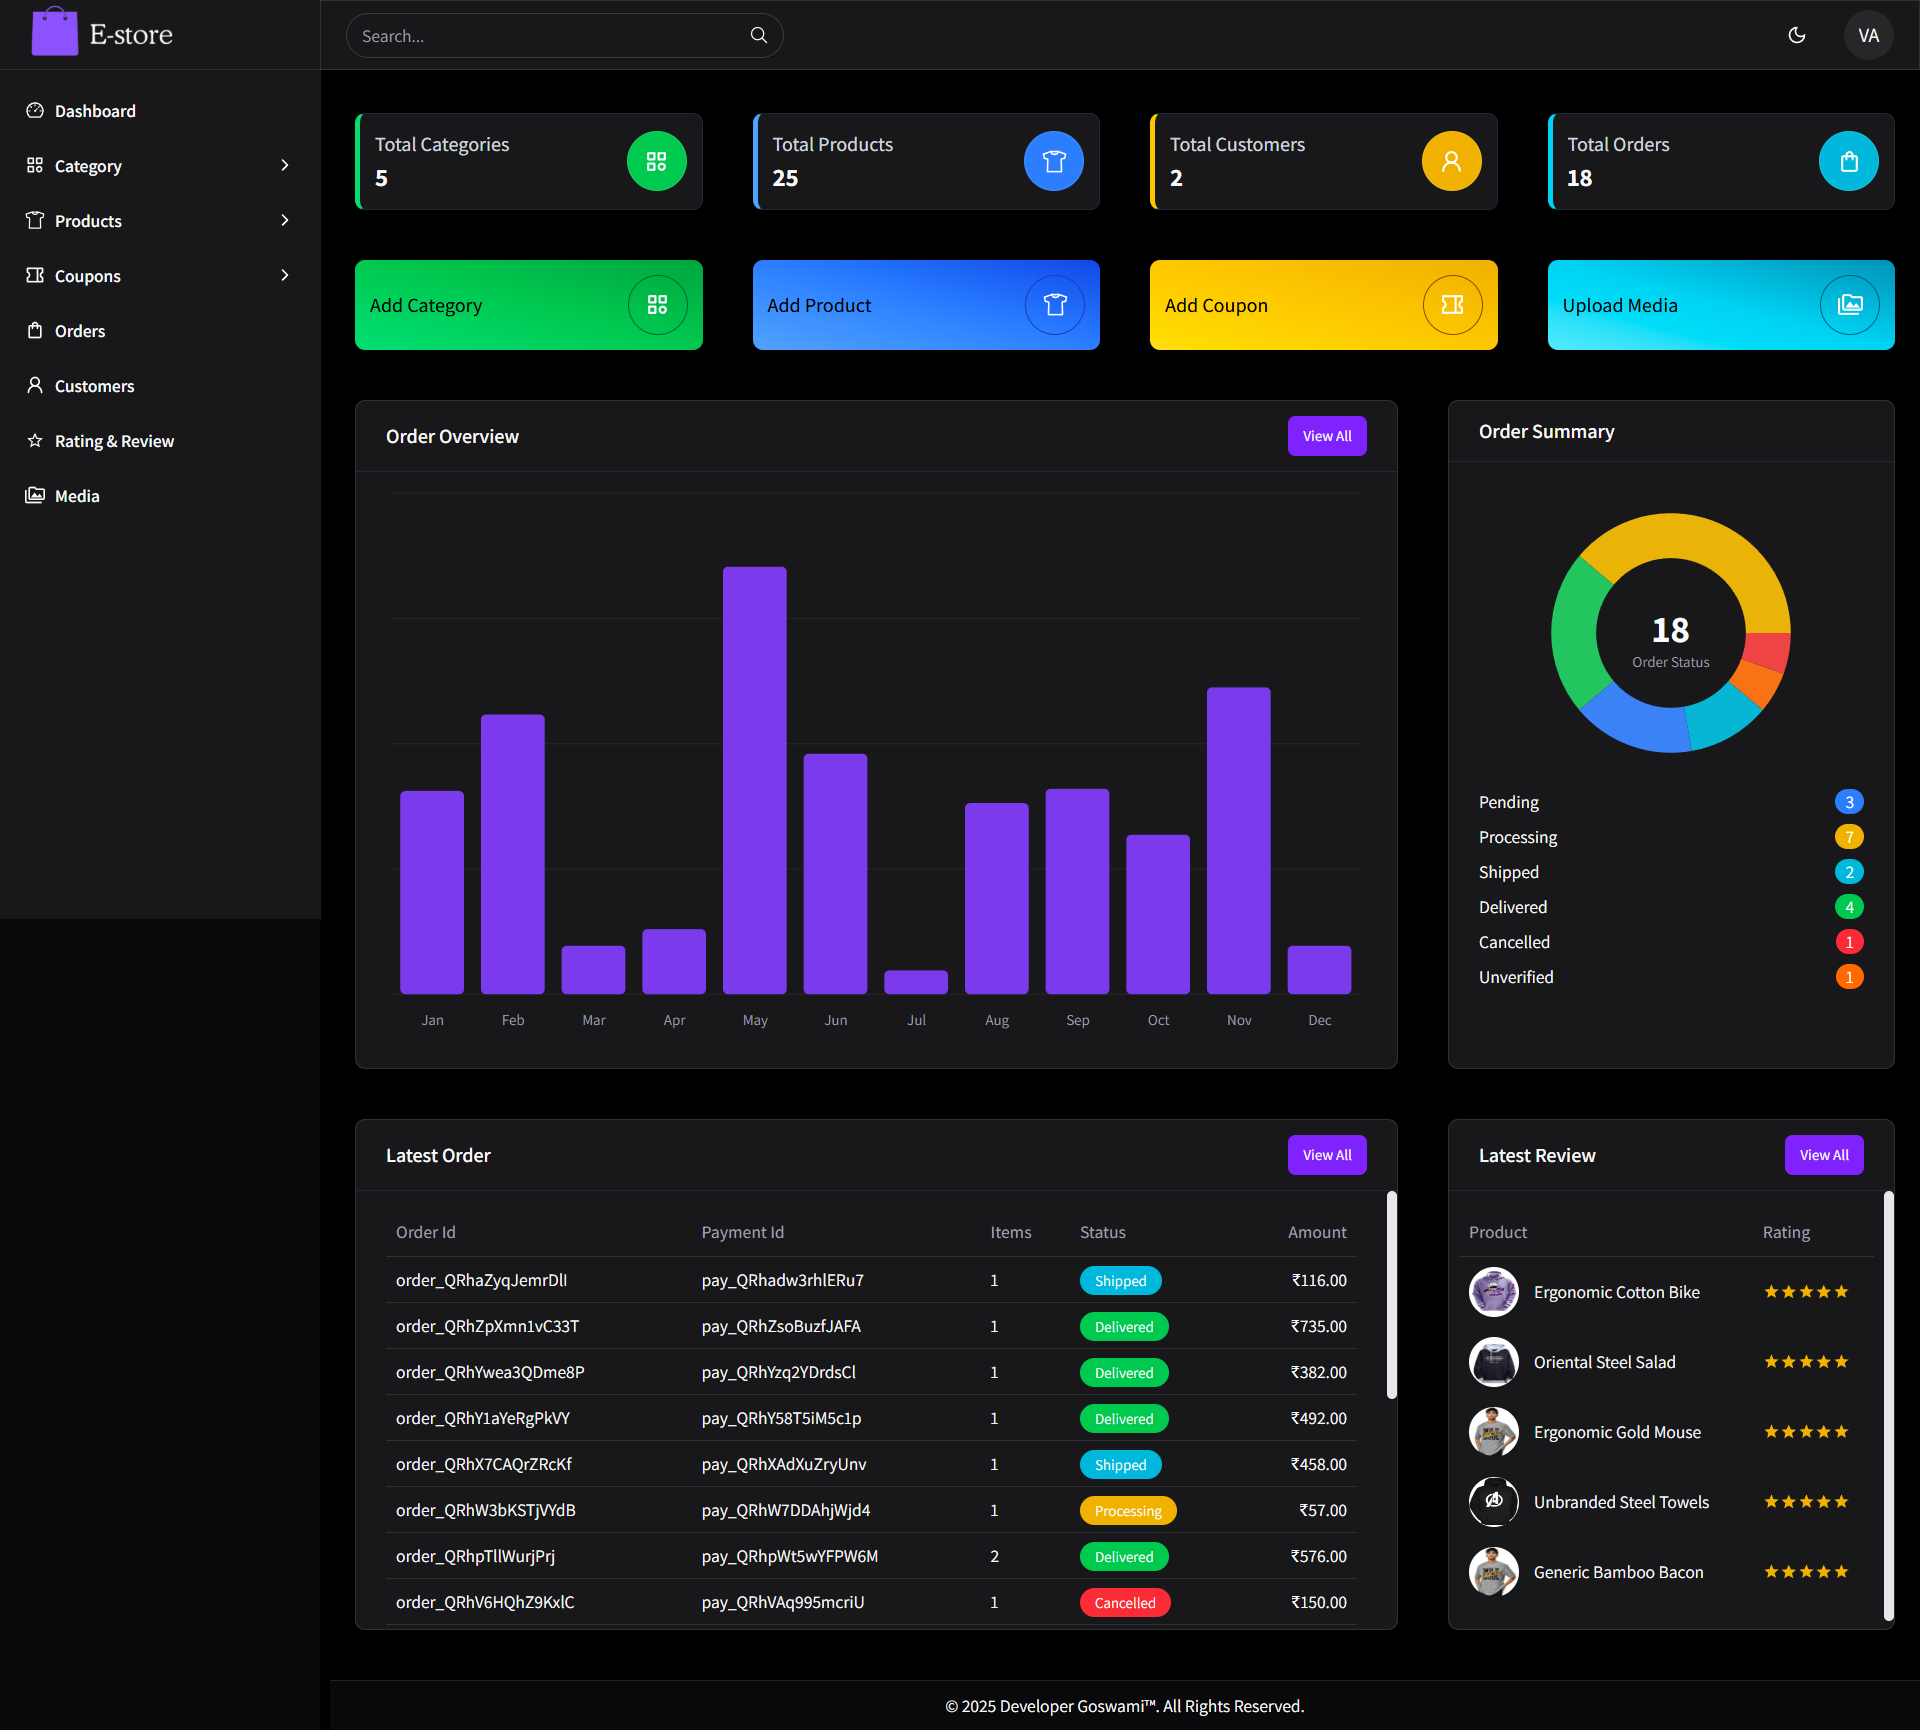 E-store
Search...
VA
Dashboard
Category
Products
Coupons
Orders
Customers
Rating & Review
Media
Total Categories
5
Total Products
25
Total Customers
2
Total Orders
18
Add Category
Add Product
Add Coupon
Upload Media
Order Overview
View All
Jan Feb Mar Apr May Jun Jul Aug Sep Oct Nov Dec
Order Summary
18
Order Status
Pending 3
Processing 7
Shipped 2
Delivered 4
Cancelled 1
Unverified 1
Latest Order
View All
Order Id Payment Id Items Status Amount
order_QRhaZyqJemrDlI pay_QRhadw3rhlERu7 1 Shipped ₹116.00
order_QRhZpXmn1vC33T pay_QRhZsoBuzfJAFA 1 Delivered ₹735.00
order_QRhYwea3QDme8P pay_QRhYzq2YDrdsCl 1 Delivered ₹382.00
order_QRhY1aYeRgPkVY pay_QRhY58T5iM5c1p 1 Delivered ₹492.00
order_QRhX7CAQrZRcKf pay_QRhXAdXuZryUnv 1 Shipped ₹458.00
order_QRhW3bKSTjVYdB pay_QRhW7DDAhjWjd4 1 Processing ₹57.00
order_QRhpTllWurjPrj pay_QRhpWt5wYFPW6M 2 Delivered ₹576.00
order_QRhV6HQhZ9KxlC pay_QRhVAq995mcriU 1 Cancelled ₹150.00
Latest Review
View All
Product Rating
Ergonomic Cotton Bike
Oriental Steel Salad
Ergonomic Gold Mouse
Unbranded Steel Towels
Generic Bamboo Bacon
© 2025 Developer Goswami™. All Rights Reserved.